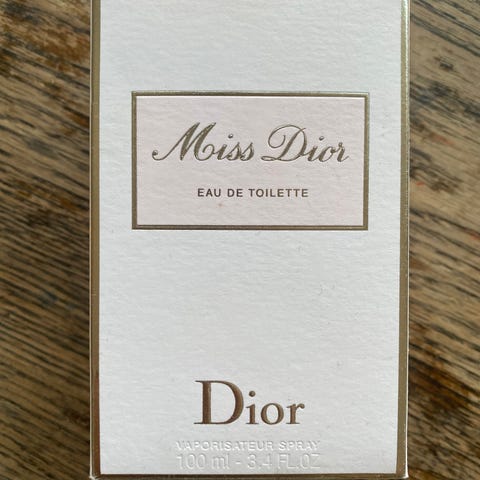 Miss Dior
EAU DE TOILETTE
Dior
VAPORISATEUR SPRAY
100 ml - 3.4 FL.OZ